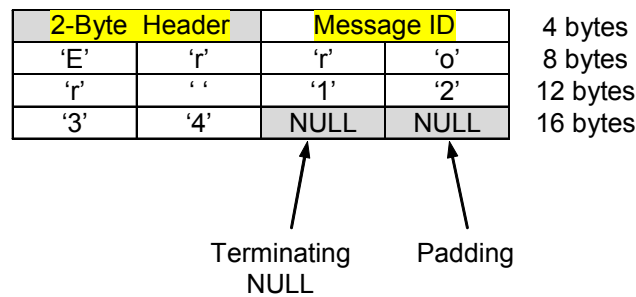 2-Byte Header Message ID 4 bytes
‘E’ ‘r’ ‘r’ ‘o’ 8 bytes
‘r’ ‘ ‘ ‘1’ ‘2’ 12 bytes
‘3’ ‘4’ NULL NULL 16 bytes
Terminating Padding
NULL